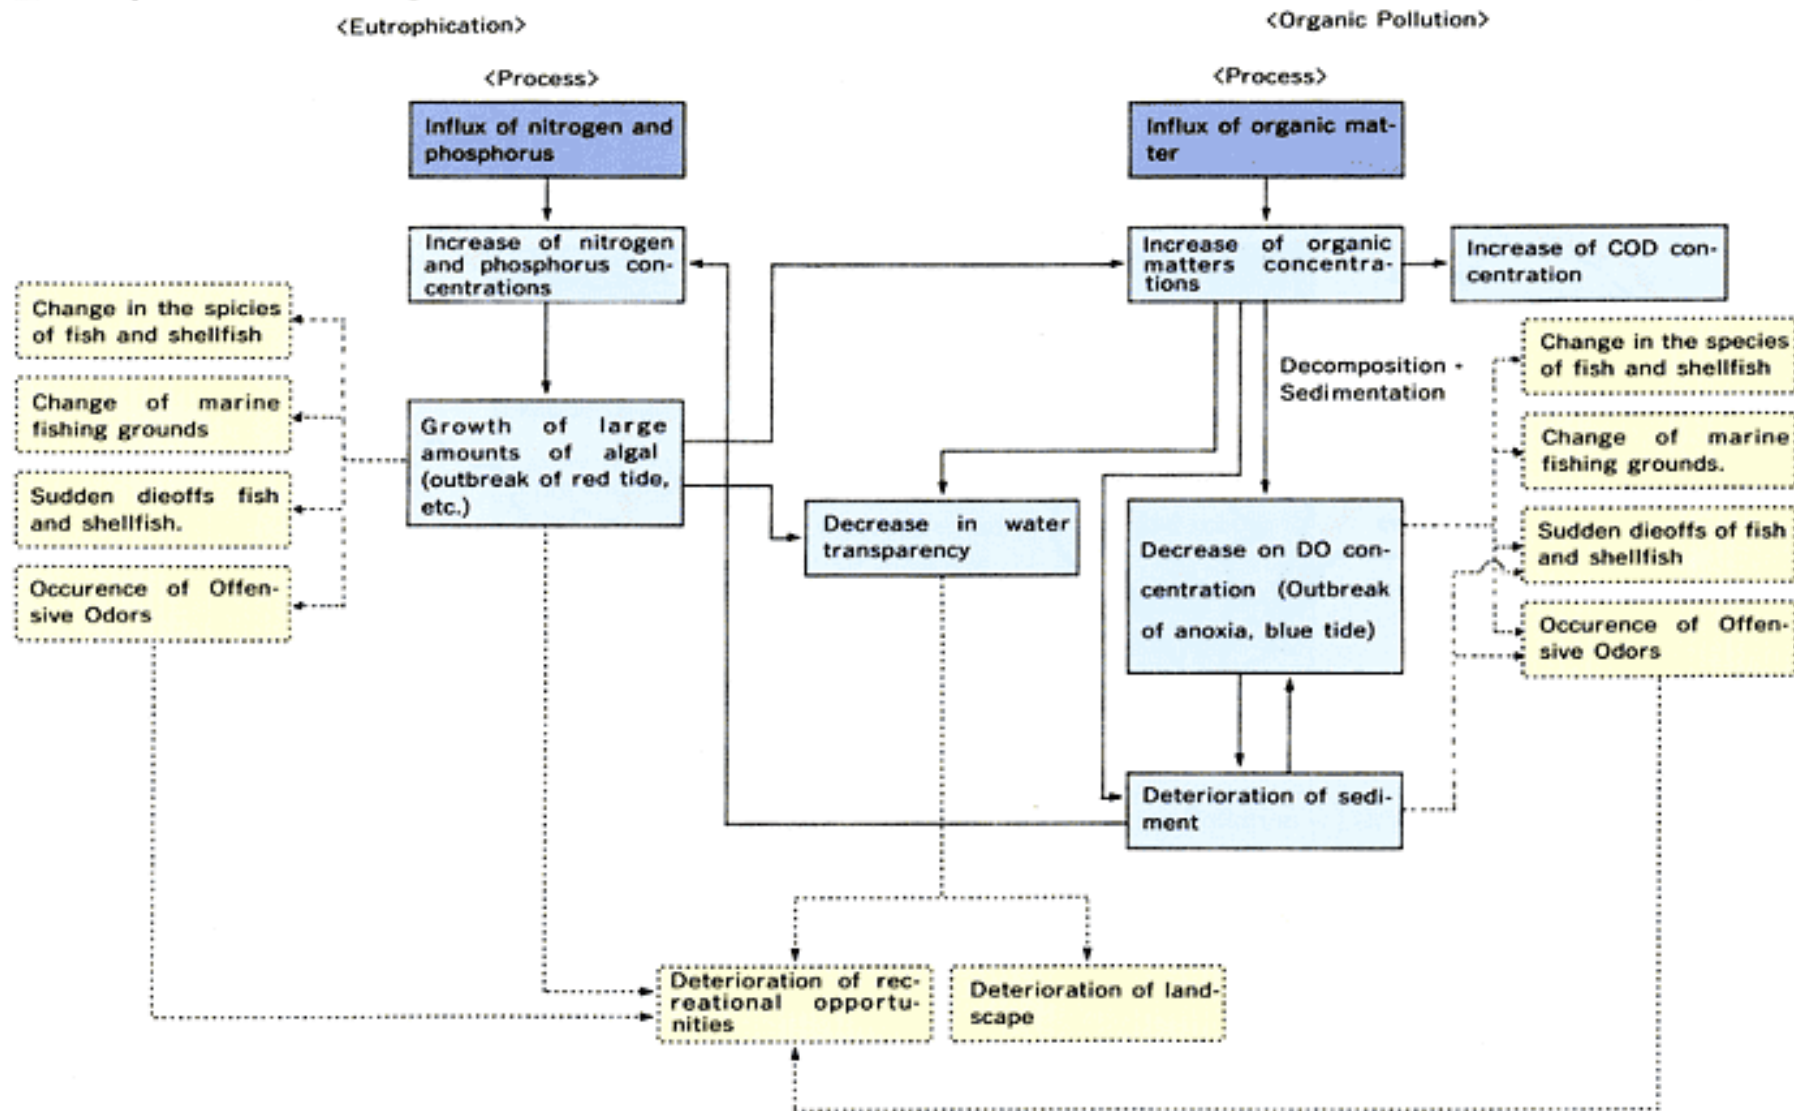 <Eutrophication>
<Organic Pollution>
<Process>
<Process>
Influx of nitrogen and
phosphorus
Influx of organic mat-
ter
Increase of nitrogen
and phosphorus con-
centrations
Increase of organic
matters concentra-
tions
Increase of COD con-
centration
Change in the spicies
of fish and shellfish
Change of marine
fishing grounds
Sudden dieoffs fish
and shellfish.
Occurence of Offen-
sive Odors
Growth of large
amounts of algal
(outbreak of red tide,
etc.)
Decrease in water
transparency
Decomposition •
Sedimentation
Decrease on DO con-
centration (Outbreak
of anoxia, blue tide)
Change in the species
of fish and shellfish
Change of marine
fishing grounds.
Sudden dieoffs of fish
and shellfish
Occurence of Offen-
sive Odors
Deterioration of sedi-
ment
Deterioration of rec-
reational opportu-
nities
Deterioration of land-
scape